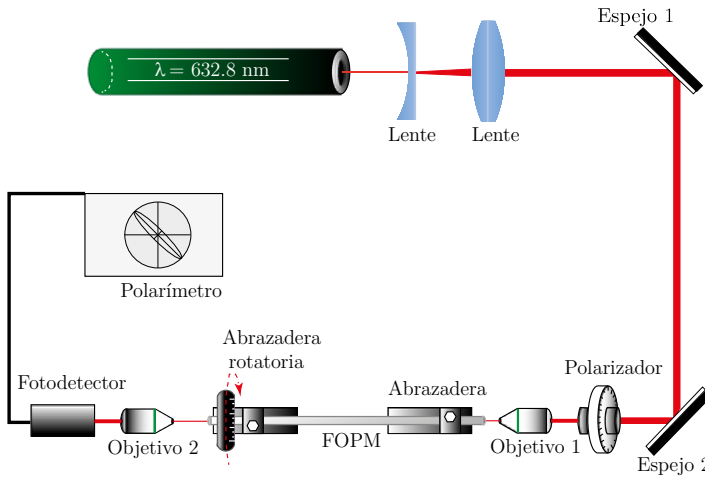 Espejo 1
λ = 632.8 nm
Lente
Lente
Polarímetro
Abrazadera
rotatoria
Fotodetector
Abrazadera
Polarizador
Objetivo 2
FOPM
Objetivo 1
Espejo 2